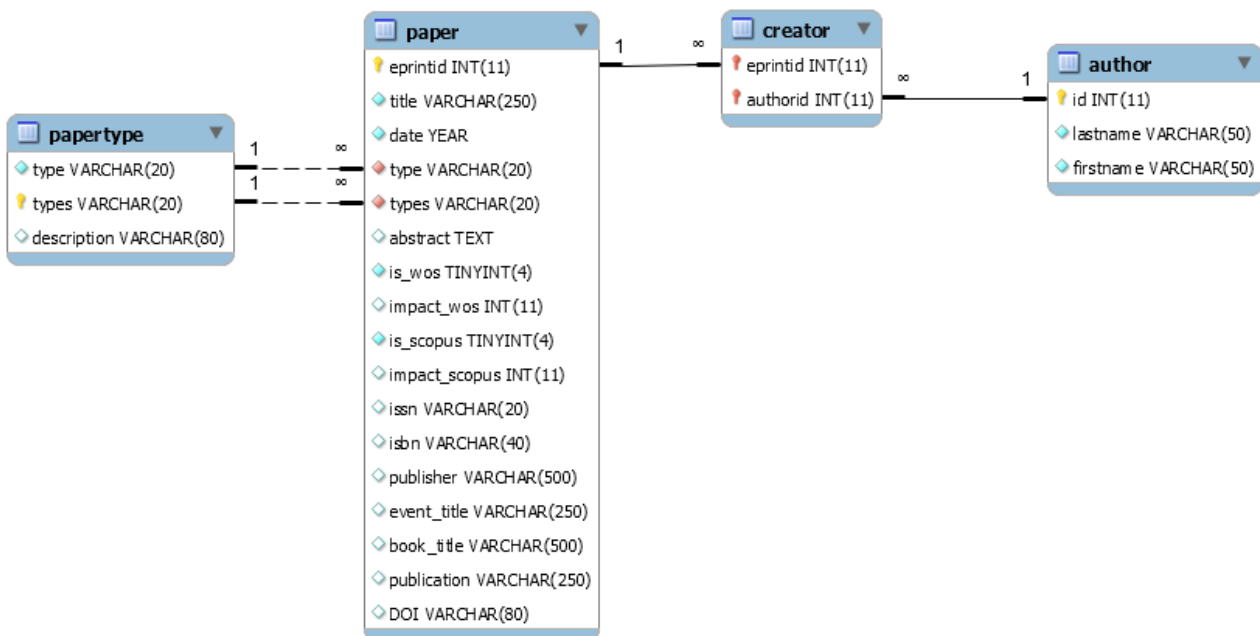 papertype
type VARCHAR(20)
types VARCHAR(20)
description VARCHAR(80)
1
∞
1
∞
paper
eprintid INT(11)
title VARCHAR(250)
date YEAR
type VARCHAR(20)
types VARCHAR(20)
abstract TEXT
is_wos TINYINT(4)
impact_wos INT(11)
is_scopus TINYINT(4)
impact_scopus INT(11)
issn VARCHAR(20)
isbn VARCHAR(40)
publisher VARCHAR(500)
event_title VARCHAR(250)
book_title VARCHAR(500)
publication VARCHAR(250)
DOI VARCHAR(80)
1
∞
creator
eprintid INT(11)
authorid INT(11)
∞
1
author
id INT(11)
lastname VARCHAR(50)
firstname VARCHAR(50)